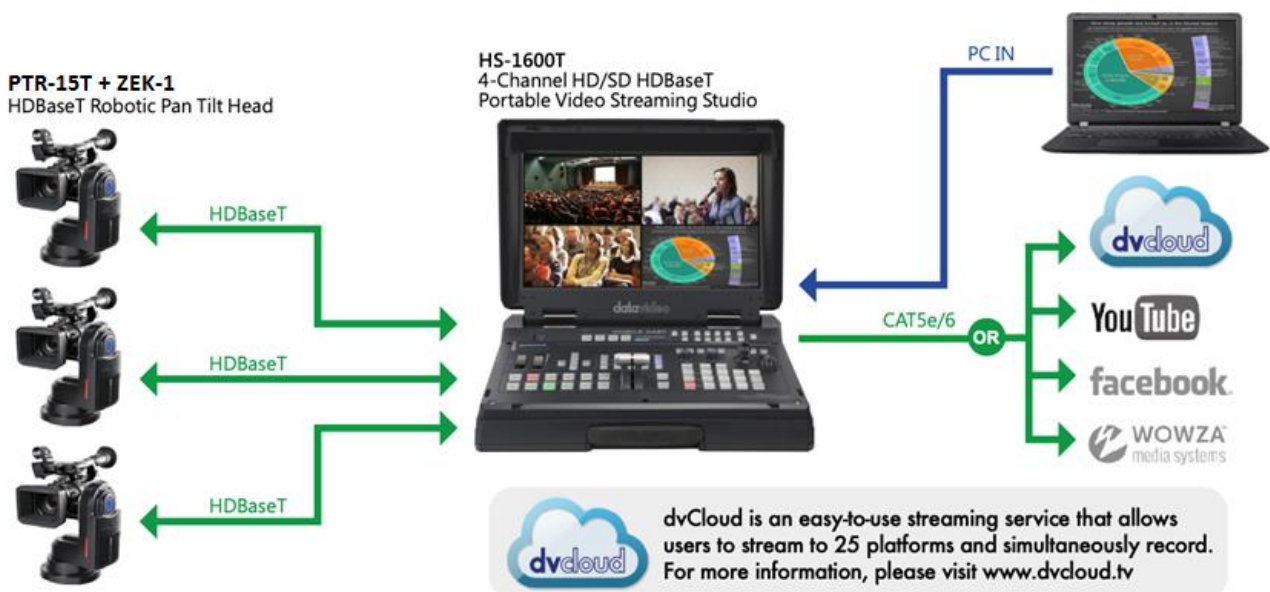 PTR-15T + ZEK-1
HDBaseT Robotic Pan Tilt Head
HDBaseT
HDBaseT
HDBaseT
HS-1600T
4-Channel HD/SD HDBaseT
Portable Video Streaming Studio
datavideo
PC IN
CAT5e/6
OR
dvcloud
YouTube
facebook.
WOWZA
media systems
dvcloud
dvCloud is an easy-to-use streaming service that allows
users to stream to 25 platforms and simultaneously record.
For more information, please visit www.dvcloud.tv